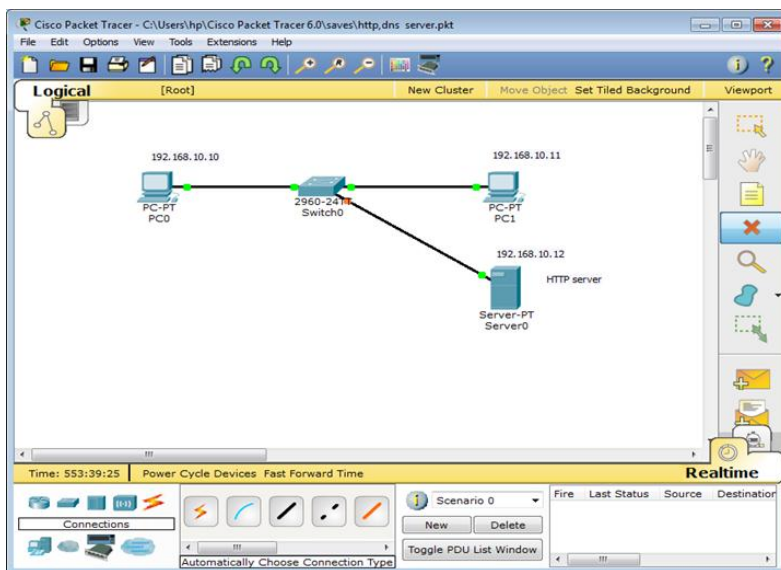 Cisco Packet Tracer - C:\Users\hp\Cisco Packet Tracer 6.0\saves\http,dns server.pkt
File Edit Options View Tools Extensions Help
Logical [Root] New Cluster Move Object Set Tiled Background Viewport
192.168.10.10
192.168.10.11
PC-PT
PC0
2960-24TT
Switch0
PC-PT
PC1
192.168.10.12
HTTP server
Server-PT
Server0
Time: 553:39:25 Power Cycle Devices Fast Forward Time Realtime
Connections
Automatically Choose Connection Type
Scenario 0
New Delete
Toggle PDU List Window
Fire Last Status Source Destination